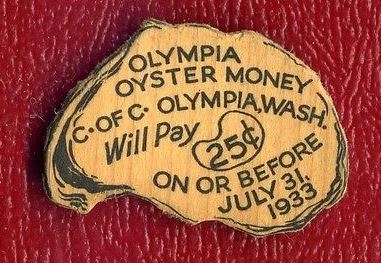 OLYMPIA
OYSTER MONEY
C. OF C. OLYMPIA, WASH.
Will Pay 25¢
ON OR BEFORE
JULY 31.
1933